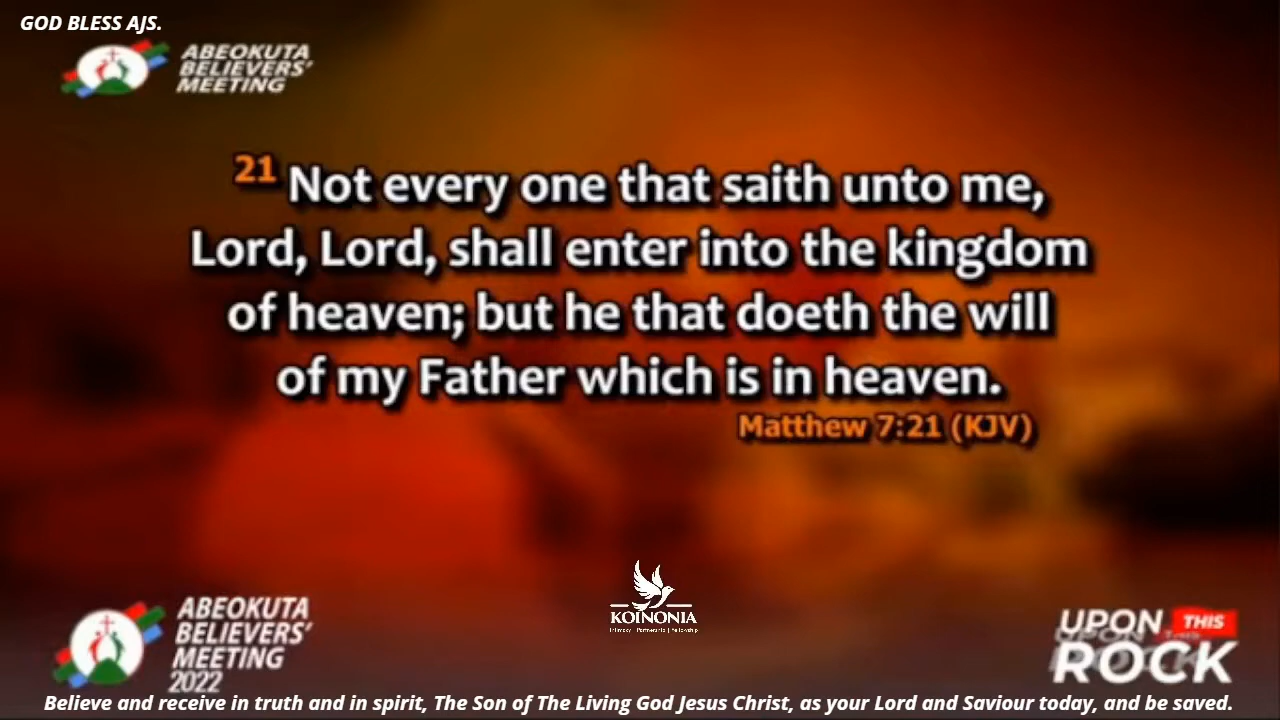 GOD BLESS AJS.
ABEOKUTA
BELIEVERS'
MEETING
21 Not every one that saith unto me,
Lord, Lord, shall enter into the kingdom
of heaven; but he that doeth the will
of my Father which is in heaven.
Matthew 7:21 (KJV)
KOINONIA
Intimacy | Partnership | Fellowship
ABEOKUTA
BELIEVERS'
MEETING
2022
UPON THIS
ROCK
Believe and receive in truth and in spirit, The Son of The Living God Jesus Christ, as your Lord and Saviour today, and be saved.